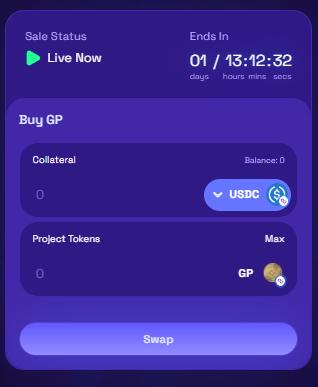 Sale Status
Ends In
Live Now
01 / 13:12:32
days hours mins secs
Buy GP
Collateral
Balance: 0
0
USDC
Project Tokens
Max
0
GP
Swap